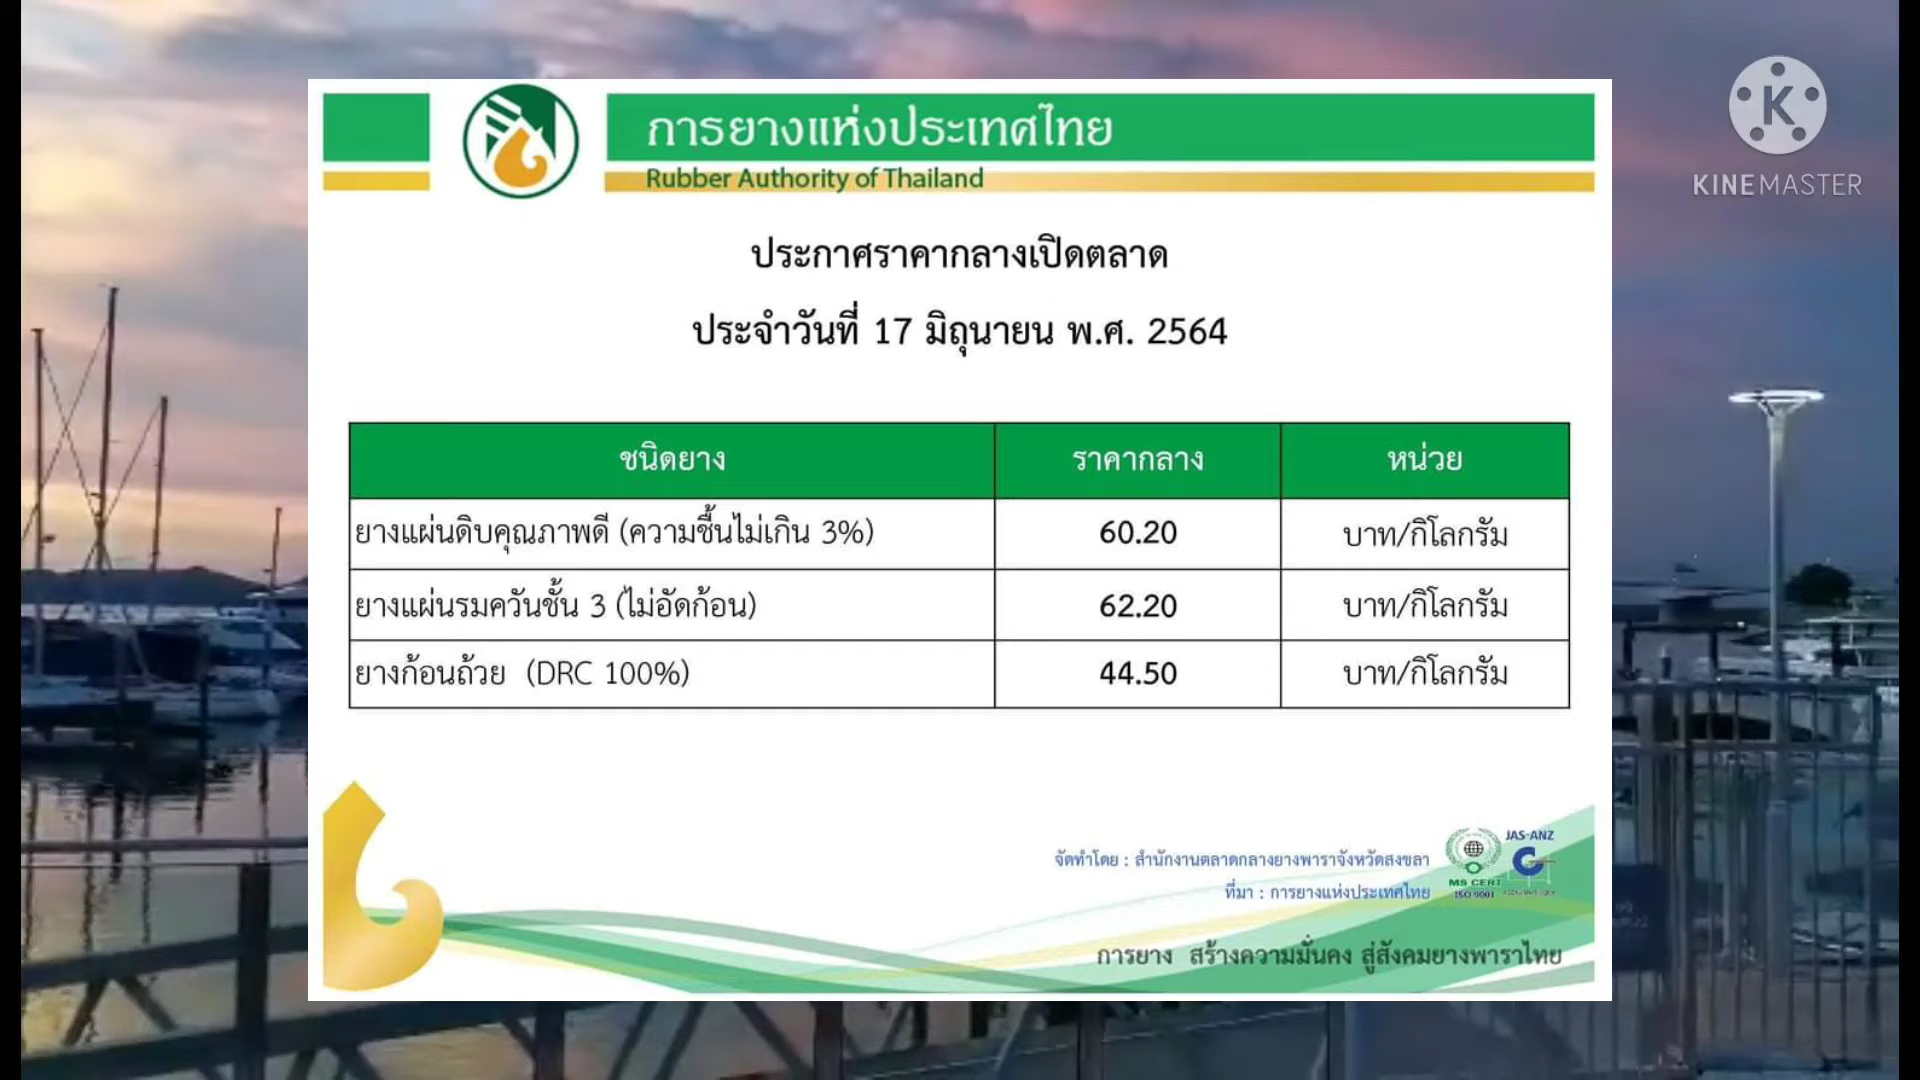 KINEMASTER
การยางแห่งประเทศไทย
Rubber Authority of Thailand
ประกาศราคากลางเปิดตลาด
ประจำวันที่ 17 มิถุนายน พ.ศ. 2564
ชนิดยาง ราคากลาง หน่วย
ยางแผ่นดิบคุณภาพดี (ความชื้นไม่เกิน 3%) 60.20 บาท/กิโลกรัม
ยางแผ่นรมควันชั้น 3 (ไม่อัดก้อน) 62.20 บาท/กิโลกรัม
ยางก้อนถ้วย (DRC 100%) 44.50 บาท/กิโลกรัม
จัดทำโดย : สำนักงานตลาดกลางยางพาราจังหวัดสงขลา
ที่มา : การยางแห่งประเทศไทย
JAS-ANZ
MS CERT
ISO 9001
การยาง สร้างความมั่นคง สู่สังคมยางพาราไทย